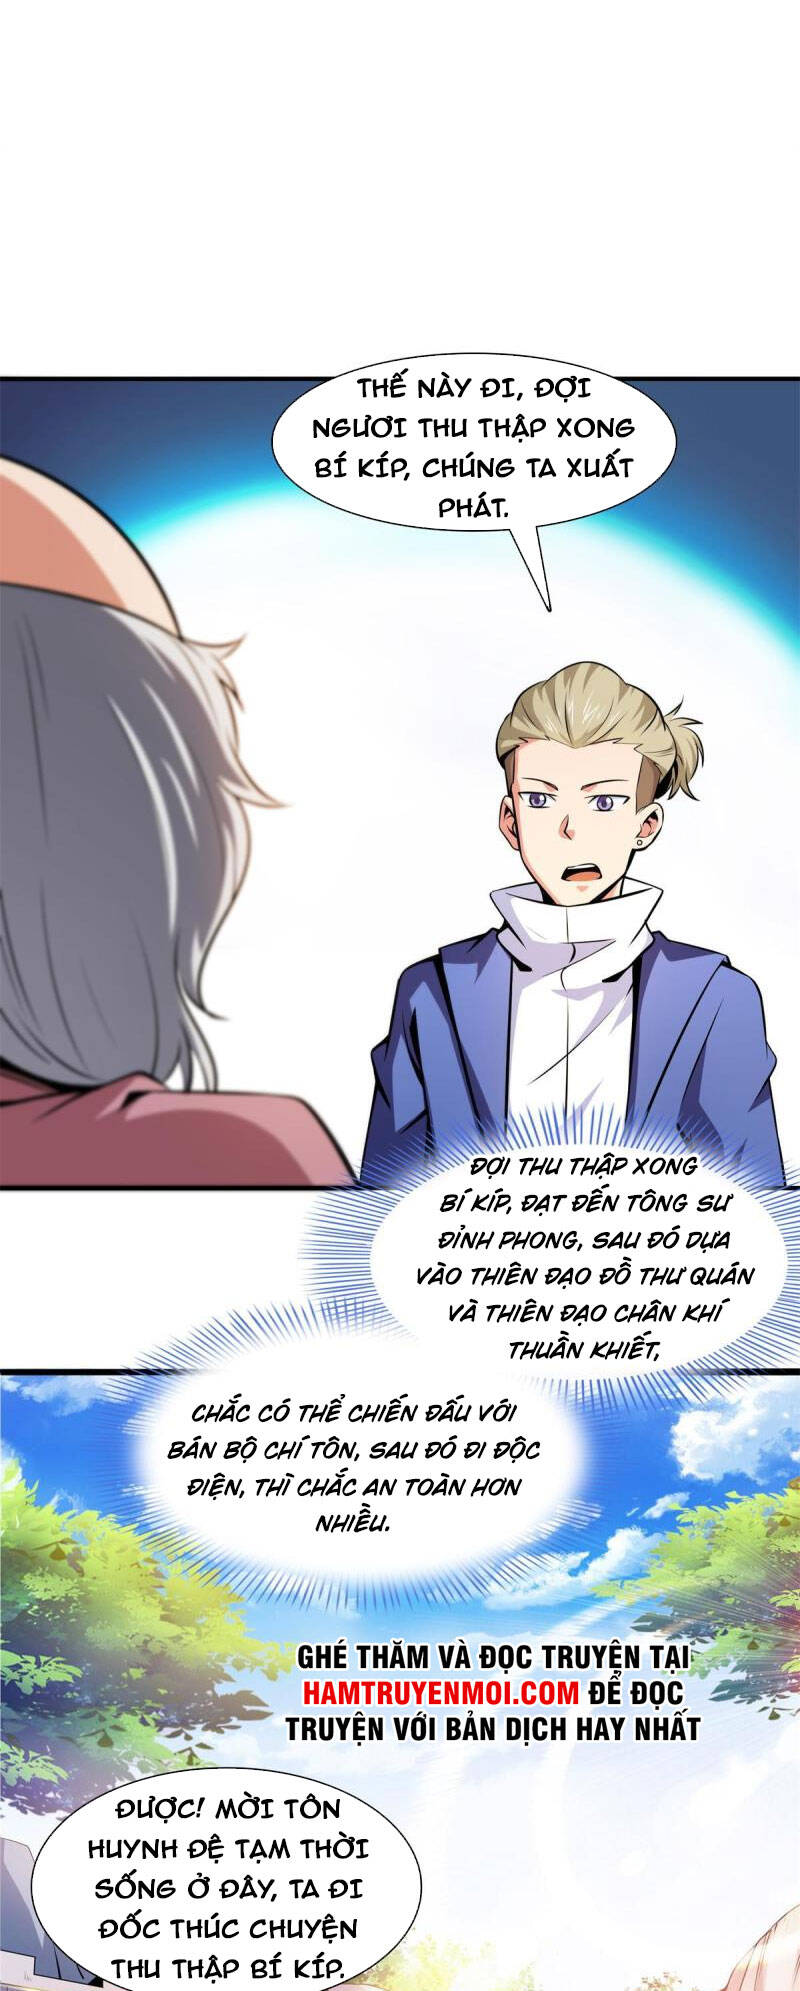 THẾ NÀY ĐI, ĐỢI
NGƯƠI THU THẬP XONG
BÍ KÍP, CHÚNG TA XUẤT
PHÁT.
ĐỢI THU THẬP XONG
BÍ KÍP, ĐẠT ĐẾN TÔNG SƯ
ĐỈNH PHONG, SAU ĐÓ DỰA
VÀO THIÊN ĐẠO ĐỒ THƯ QUÁN
VÀ THIÊN ĐẠO CHÂN KHÍ
THUẦN KHIẾT,
CHẮC CÓ THỂ CHIẾN ĐẤU VỚI
BÁN BỘ CHÍ TÔN, SAU ĐÓ ĐI ĐỘC
ĐIỆN, THÌ CHẮC AN TOÀN HƠN
NHIỀU.
GHÉ THĂM VÀ ĐỌC TRUYỆN TẠI
HAMTRUYENMOI.COM ĐỂ ĐỌC
TRUYỆN VỚI BẢN DỊCH HAY NHẤT
ĐƯỢC! MỜI TÔN
HUYNH ĐỆ TẠM THỜI
SỐNG Ở ĐÂY, TA ĐI
ĐỐC THÚC CHUYỆN
THU THẬP BÍ KÍP.